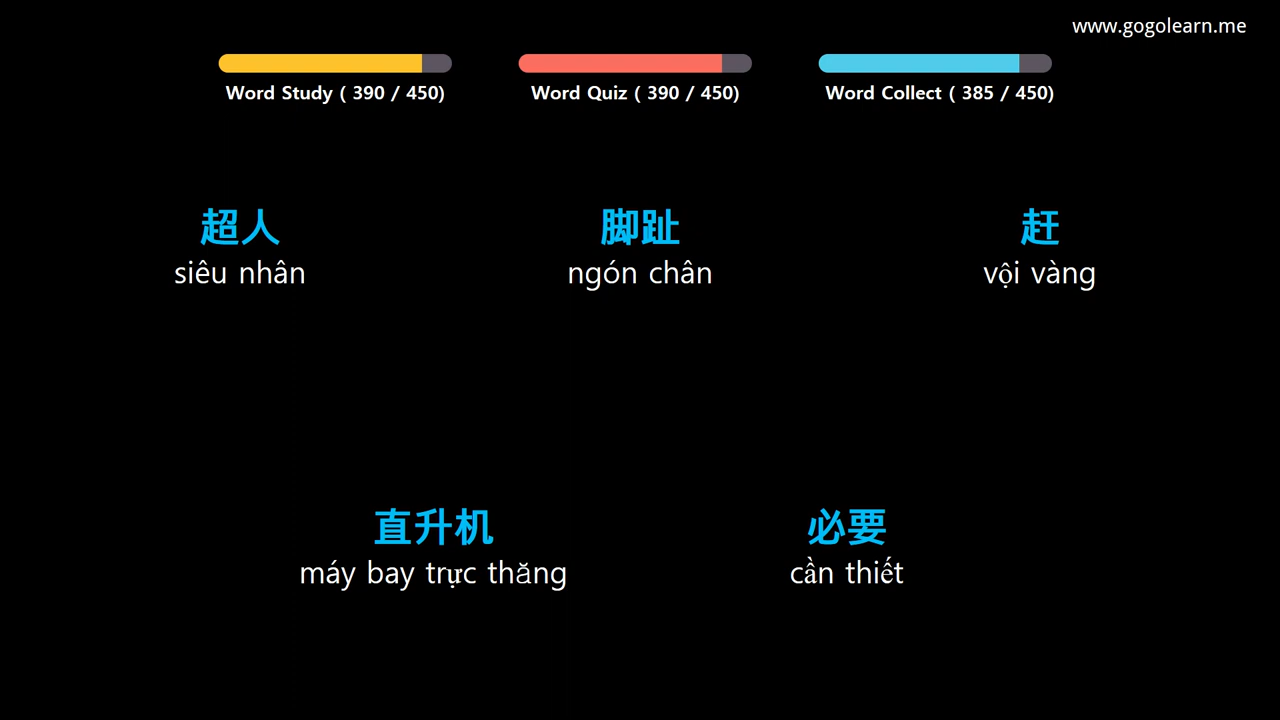 www.gogolearn.me
Word Study ( 390 / 450)
Word Quiz ( 390 / 450)
Word Collect ( 385 / 450)
超人
siêu nhân
脚趾
ngón chân
赶
vội vàng
直升机
máy bay trực thăng
必要
cần thiết